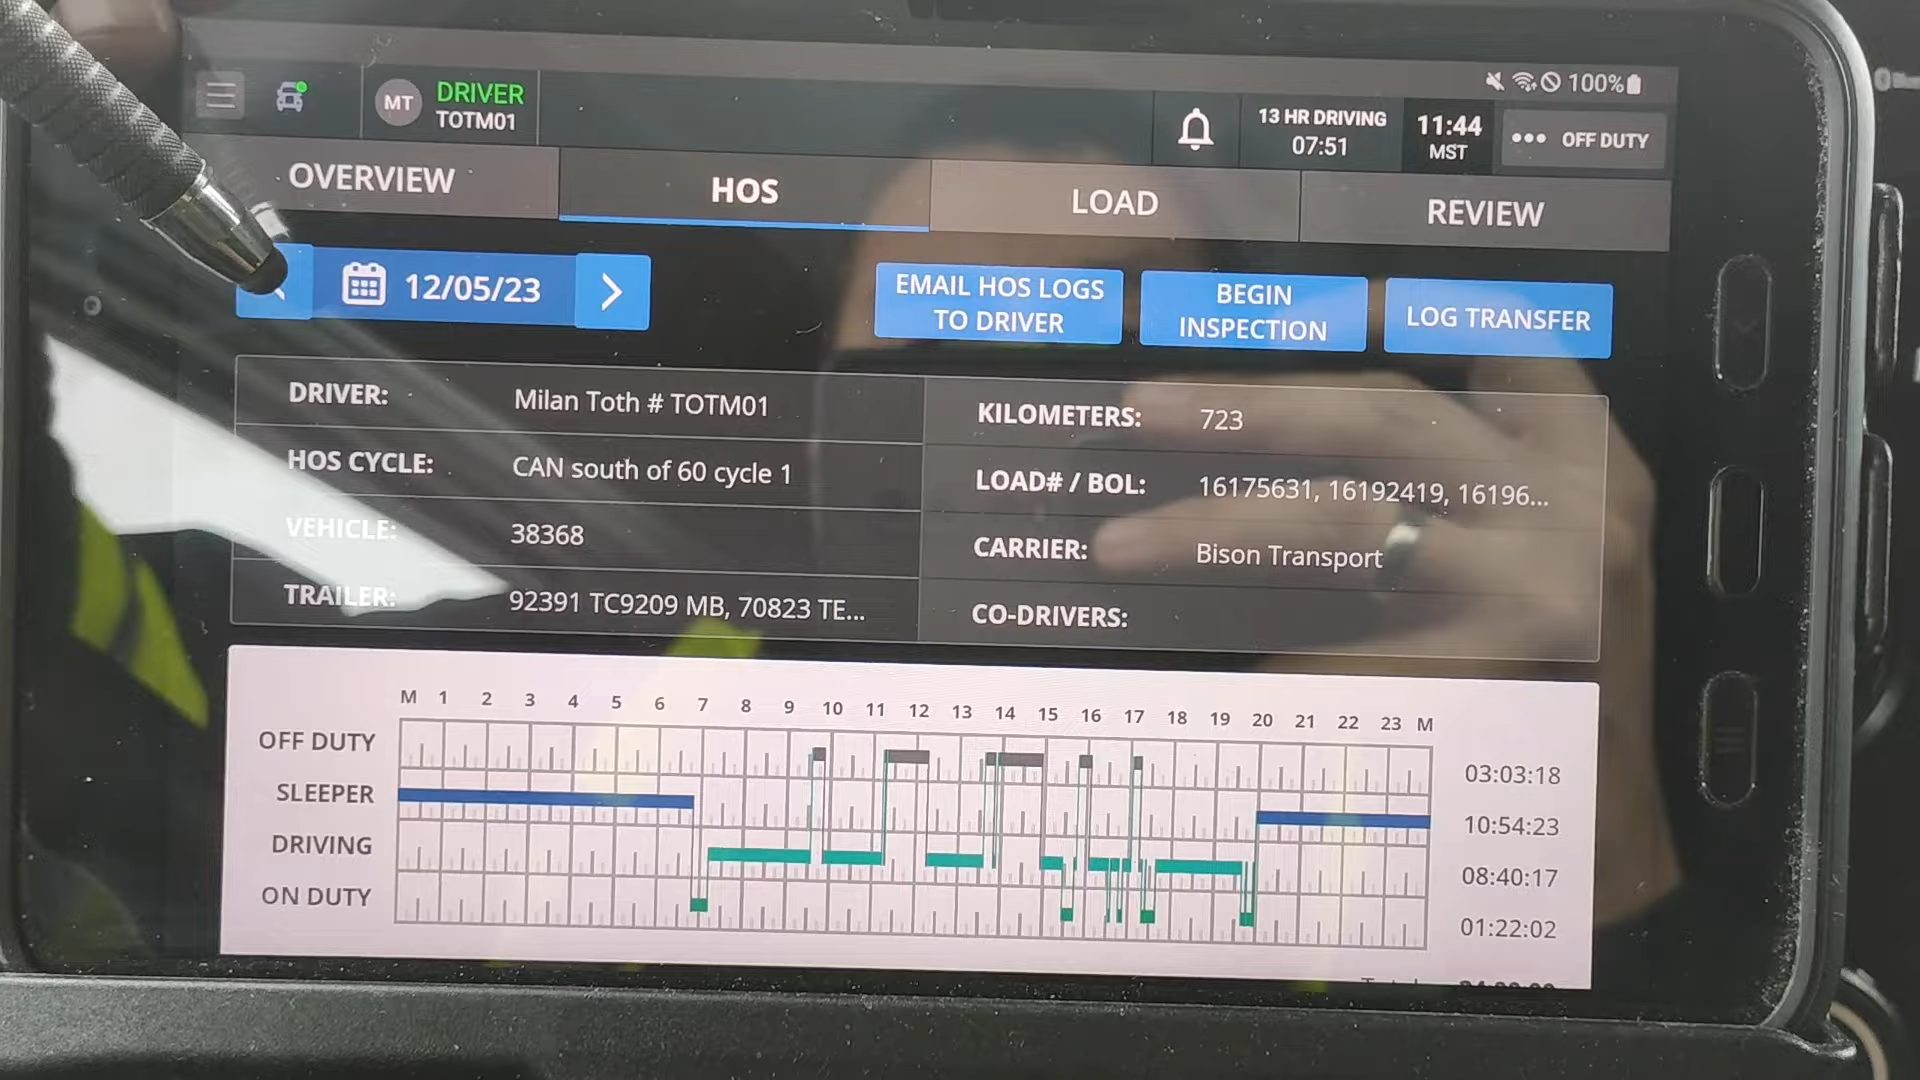 100%
MT
DRIVER
TOTM01
13 HR DRIVING
07:51
11:44
MST
OFF DUTY
OVERVIEW
HOS
LOAD
REVIEW
12/05/23
EMAIL HOS LOGS
TO DRIVER
BEGIN
INSPECTION
LOG TRANSFER
DRIVER: Milan Toth # TOTM01
HOS CYCLE: CAN south of 60 cycle 1
VEHICLE: 38368
TRAILER: 92391 TC9209 MB, 70823 TE...
KILOMETERS: 723
LOAD# / BOL: 16175631, 16192419, 16196...
CARRIER: Bison Transport
CO-DRIVERS:
M 1 2 3 4 5 6 7 8 9 10 11 12 13 14 15 16 17 18 19 20 21 22 23 M
OFF DUTY 03:03:18
SLEEPER 10:54:23
DRIVING 08:40:17
ON DUTY 01:22:02